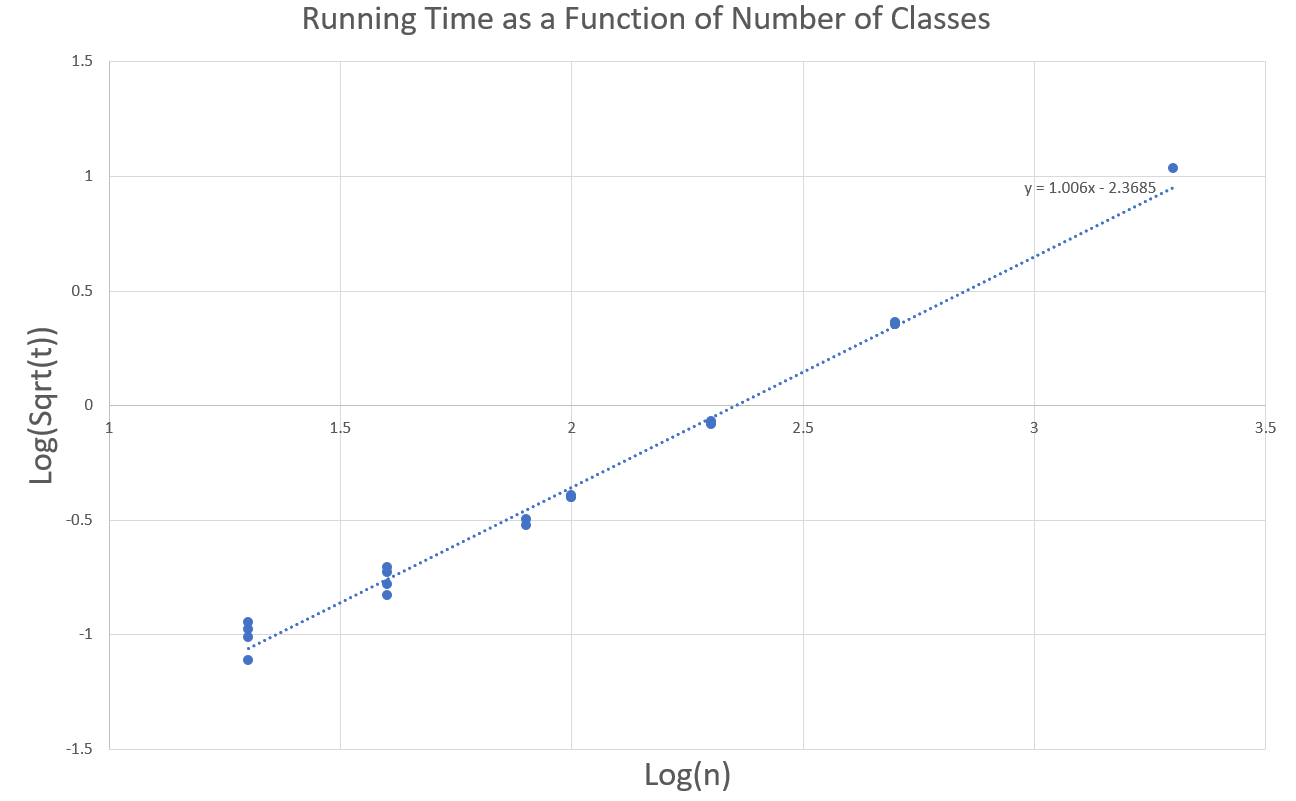 Running Time as a Function of Number of Classes
1.5
1
y = 1.006x - 2.3685
0.5
0
1 1.5 2 2.5 3 3.5
-0.5
-1
-1.5
Log(Sqrt(t))
Log(n)